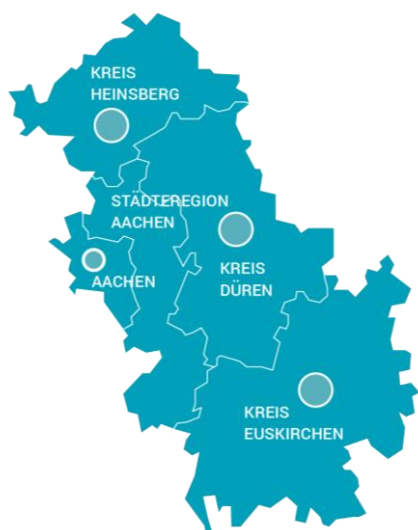 KREIS
HEINSBERG
STÄDTEREGION
AACHEN
AACHEN
KREIS
DÜREN
KREIS
EUSKIRCHEN